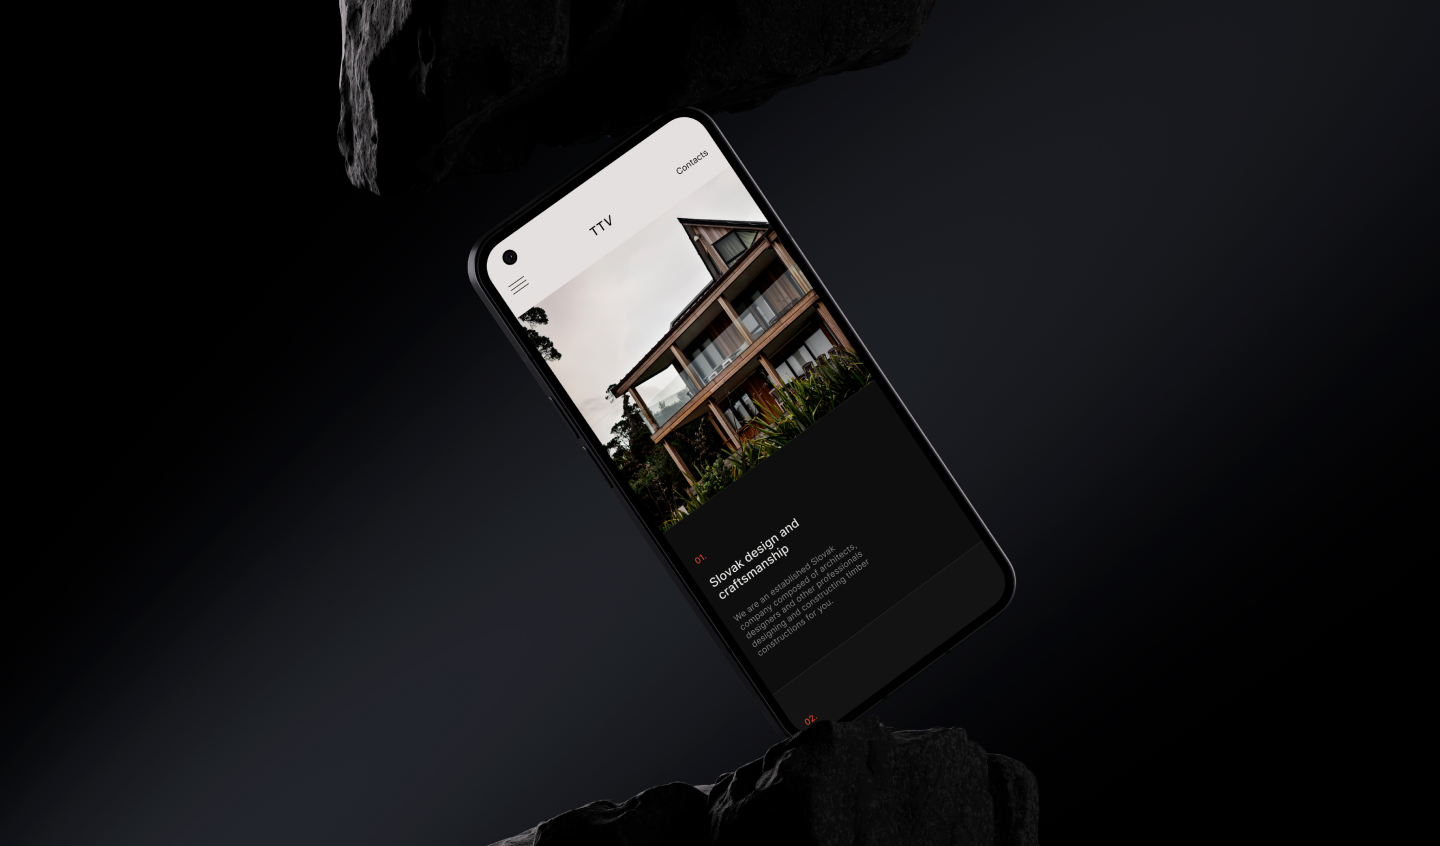 Contacts
TTV
01.
Slovak design and
craftsmanship
We are an established Slovak
company composed of architects,
designers and other professionals
designing and constructing timber
constructions for you.
02.